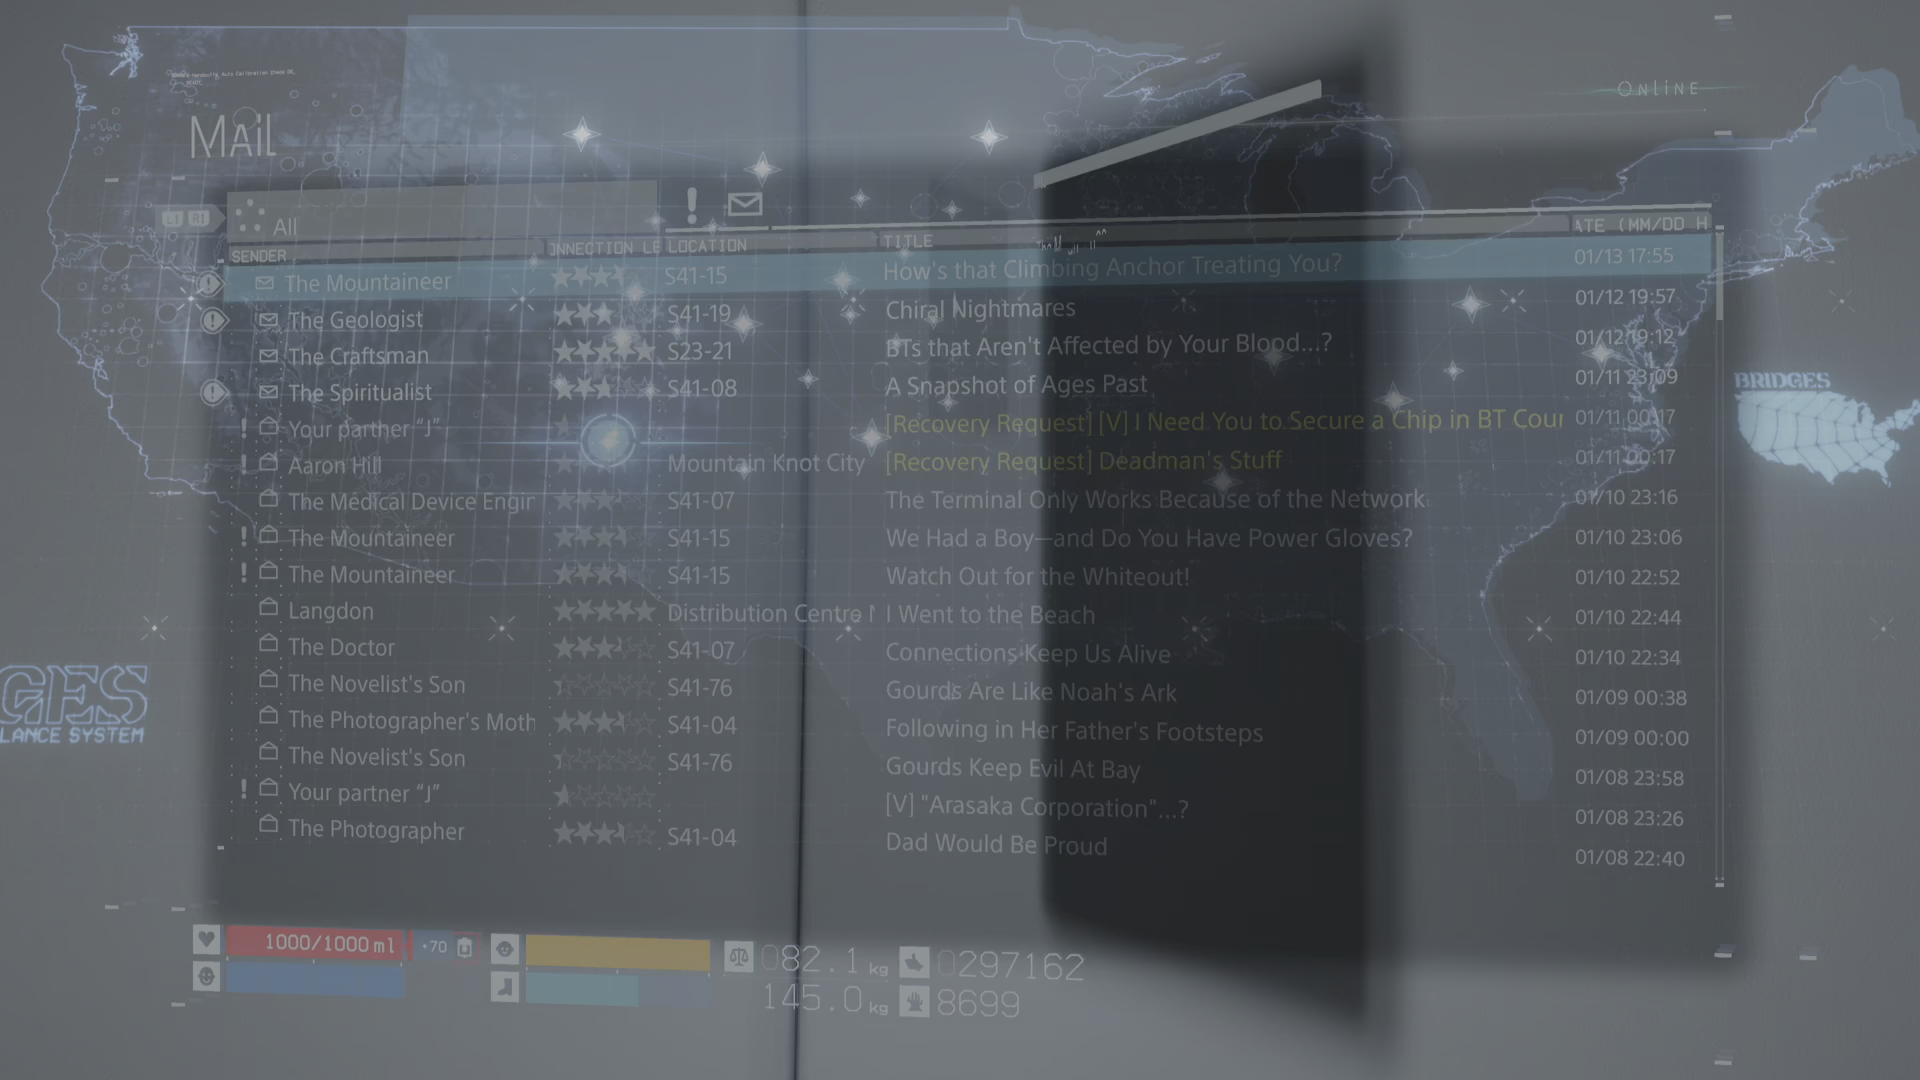 Mail
Online
L1 R1
All
SENDER NNECTION LE LOCATION TITLE ATE (MM/DD H
The Mountaineer S41-15 How's that Climbing Anchor Treating You? 01/13 17:55
The Geologist S41-19 Chiral Nightmares 01/12 19:57
The Craftsman S23-21 BTs that Aren't Affected by Your Blood...? 01/12 19:12
The Spiritualist S41-08 A Snapshot of Ages Past 01/11 23:09
Your partner “J” [Recovery Request] [V] I Need You to Secure a Chip in BT Coun 01/11 00:17
Aaron Hill Mountain Knot City [Recovery Request] Deadman's Stuff 01/11 00:17
The Medical Device Engin S41-07 The Terminal Only Works Because of the Network 01/10 23:16
The Mountaineer S41-15 We Had a Boy—and Do You Have Power Gloves? 01/10 23:06
The Mountaineer S41-15 Watch Out for the Whiteout! 01/10 22:52
Langdon Distribution Centre N I Went to the Beach 01/10 22:44
The Doctor S41-07 Connections Keep Us Alive 01/10 22:34
The Novelist's Son S41-76 Gourds Are Like Noah's Ark 01/09 00:38
The Photographer's Moth S41-04 Following in Her Father's Footsteps 01/09 00:00
The Novelist's Son S41-76 Gourds Keep Evil At Bay 01/08 23:58
Your partner “J” [V] "Arasaka Corporation"...? 01/08 23:26
The Photographer S41-04 Dad Would Be Proud 01/08 22:40
BRIDGES
GES
LANCE SYSTEM
1000/1000 ml +70 082.1 kg 0297162
145.0 kg 8699